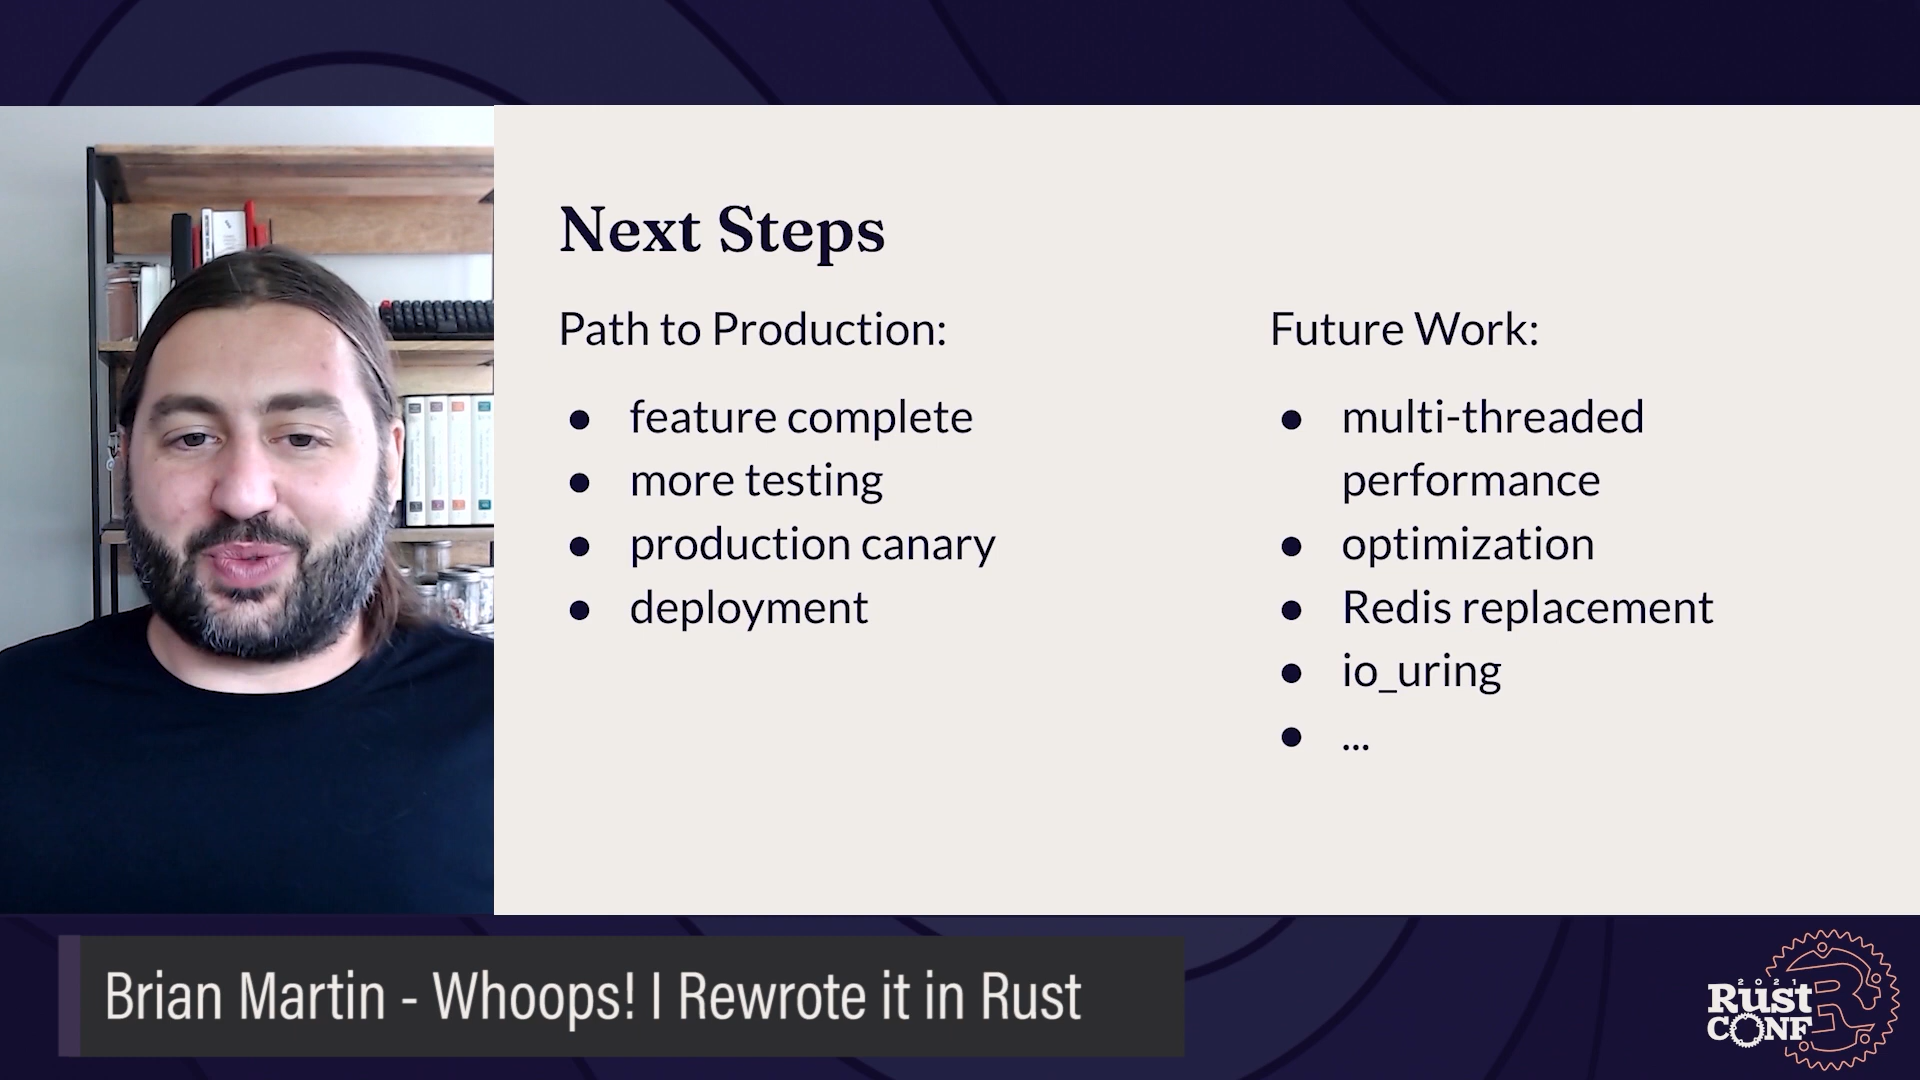 Next Steps
Path to Production:
● feature complete
● more testing
● production canary
● deployment
Future Work:
● multi-threaded
performance
● optimization
● Redis replacement
● io_uring
● ...
Brian Martin - Whoops! I Rewrote it in Rust
2021
Rust
CONF
R